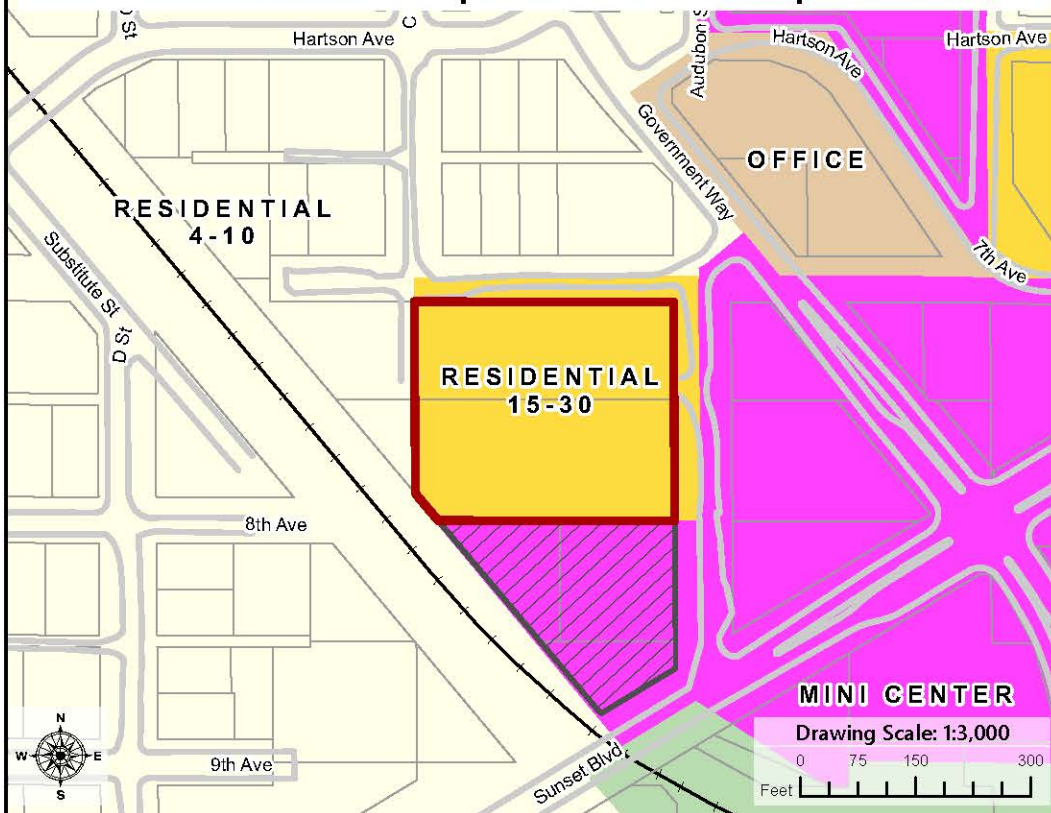 St
Hartson Ave
C
Audubon S
Hartson Ave
Hartson Ave
Government Way
OFFICE
RESIDENTIAL
4-10
7th Ave
Substitute St
D St
RESIDENTIAL
15-30
8th Ave
MINI CENTER
Drawing Scale: 1:3,000
0 75 150 300
Feet
Sunset Blvd
9th Ave
N
W E
S